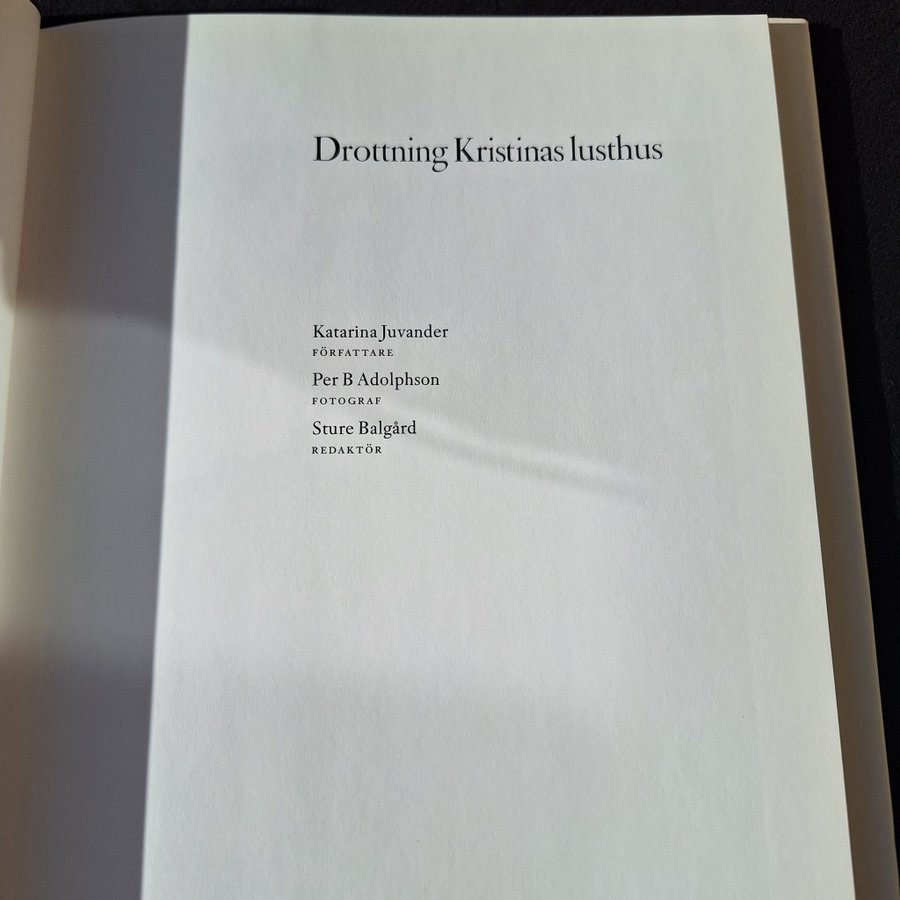 Drottning Kristinas lusthus
Katarina Juvander
FÖRFATTARE
Per B Adolphson
FOTOGRAF
Sture Balgård
REDAKTÖR